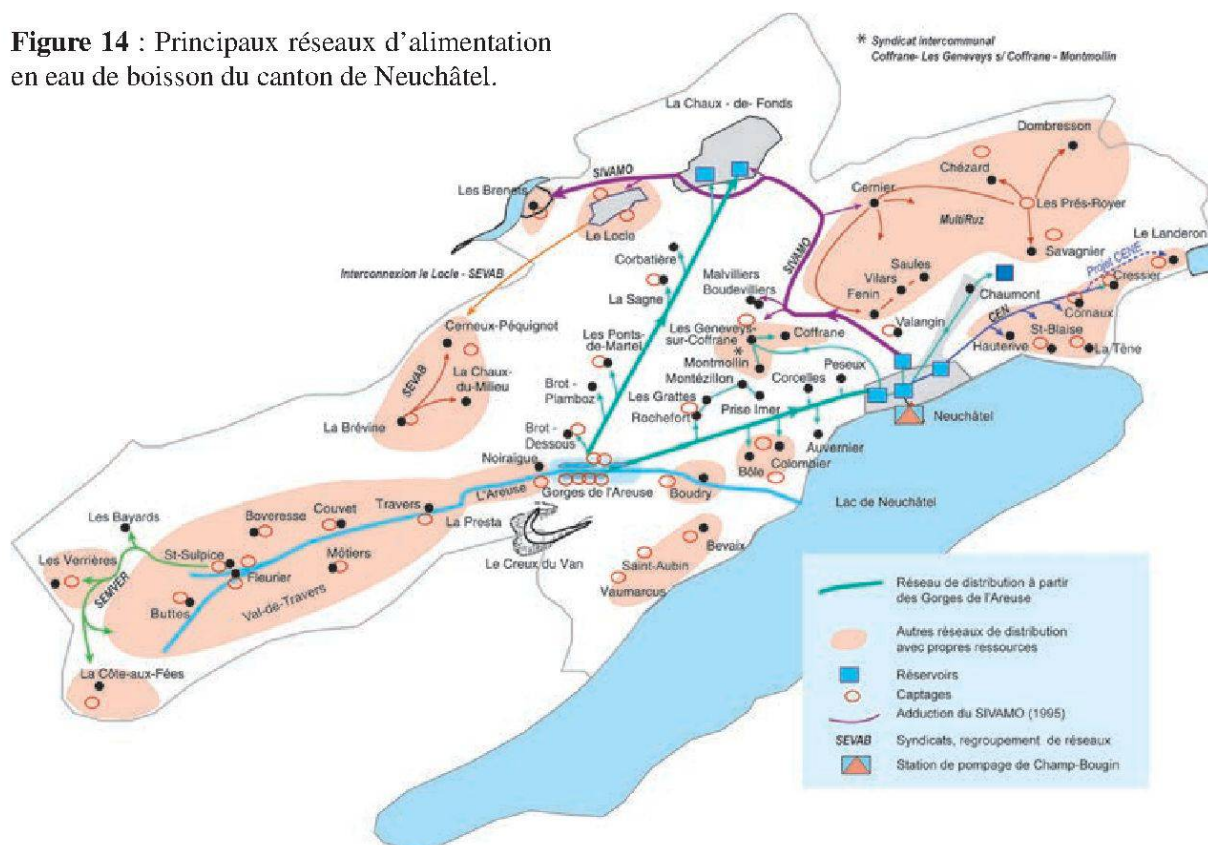 Figure 14 : Principaux réseaux d'alimentation
en eau de boisson du canton de Neuchâtel.
* Syndicat intercommunal
Coffrane- Les Geneveys s/ Coffrane - Montmollin
La Chaux - de- Fonds
Dombresson
SIVAMO
Chézard
Les Brenets
Cernier
Les Prés-Royer
MultiRuz
Le Locle
Le Landeron
Savagnier
Interconnexion le Locle - SEVAB
Corbatière
SIVAMO
Projet CENE
Cressier
Malvilliers
Boudevilliers
Saules
Vilars
Fenin
Chaumont
La Sagne
CEN
Cornaux
Cerneux-Péquignot
Les Ponts-
de-Martel
Les Geneveys-
sur-Coffrane
Coffrane
Valangin
St-Blaise
Hauterive
La Tène
SEVAB
La Chaux-
du-Milieu
*
Montmollin
Montézillon
Corcelles
Peseux
Brot -
Plamboz
Les Grattes
Rochefort
Prise Imer
Neuchâtel
La Brévine
Brot -
Dessous
Auvernier
Noiraigue
Bôle
Colombier
L'Areuse
Gorges de l'Areuse
Boudry
Lac de Neuchâtel
Travers
Couvet
Boveresse
La Presta
Les Bayards
Le Creux du Van
Bevaix
St-Sulpice
Môtiers
Les Verrières
Saint-Aubin
Fleurier
SEMVER
Vaumarcus
Val-de-Travers
Buttes
La Côte-aux-Fées
Réseau de distribution à partir
des Gorges de l'Areuse
Autres réseaux de distribution
avec propres ressources
Réservoirs
Captages
Adduction du SIVAMO (1995)
SEVAB Syndicats, regroupement de réseaux
Station de pompage de Champ-Bougin